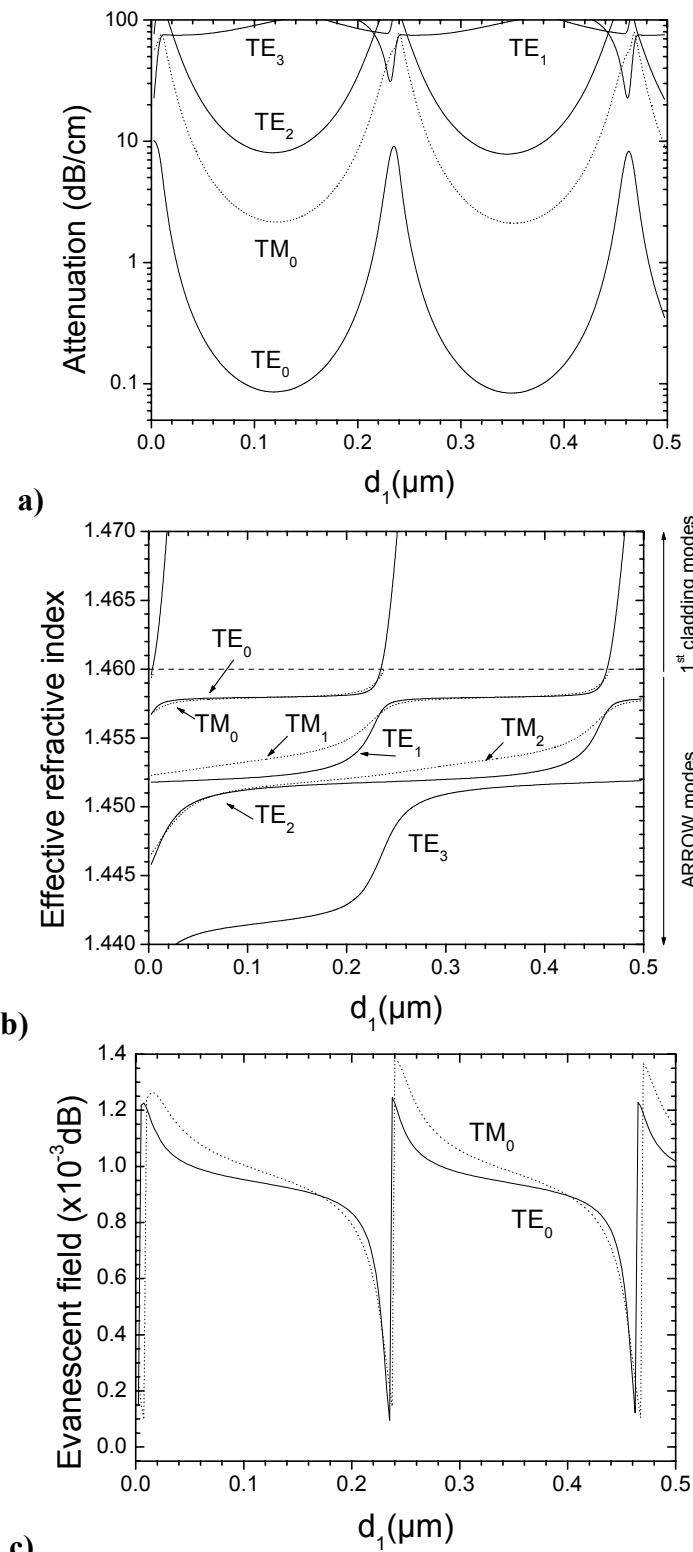 100
10
1
0.1
Attenuation (dB/cm)
TE₃
TE₁
TE₂
TM₀
TE₀
0.0 0.1 0.2 0.3 0.4 0.5
d₁(μm)
a)
1.470
1.465
1.460
1.455
1.450
1.445
1.440
Effective refractive index
TE₀
TM₀
TM₁
TE₁
TM₂
TE₂
TE₃
1ˢᵗ cladding modes
ARROW modes
0.0 0.1 0.2 0.3 0.4 0.5
d₁(μm)
b)
1.4
1.2
1.0
0.8
0.6
0.4
0.2
0.0
Evanescent field (x10⁻³dB)
TM₀
TE₀
0.0 0.1 0.2 0.3 0.4 0.5
d₁(μm)
c)